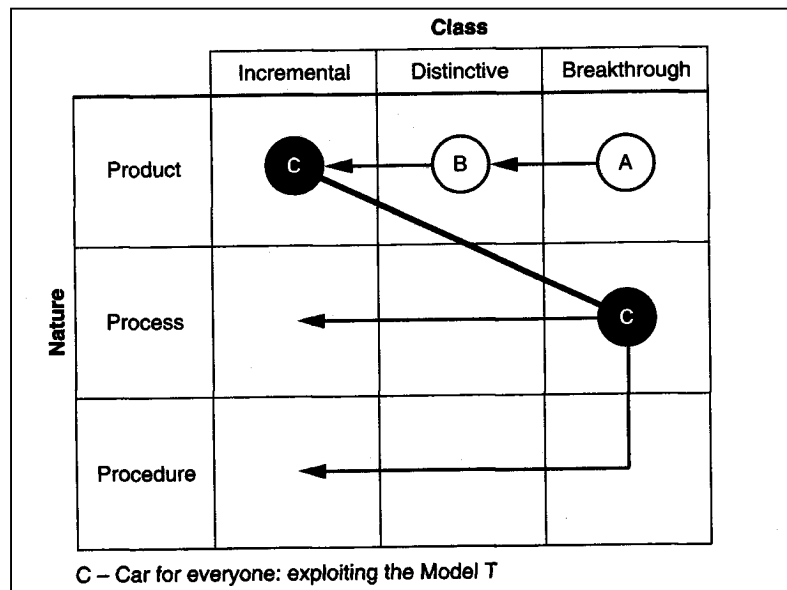 Class
Incremental Distinctive Breakthrough
Product C B A
Nature
Process C
Procedure
C – Car for everyone: exploiting the Model T